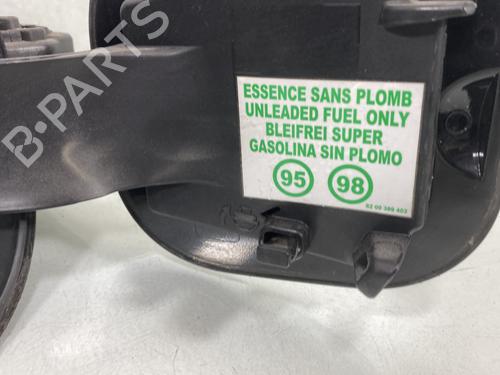 B-PARTS
ESSENCE SANS PLOMB
UNLEADED FUEL ONLY
BLEIFREI SUPER
GASOLINA SIN PLOMO
95 98